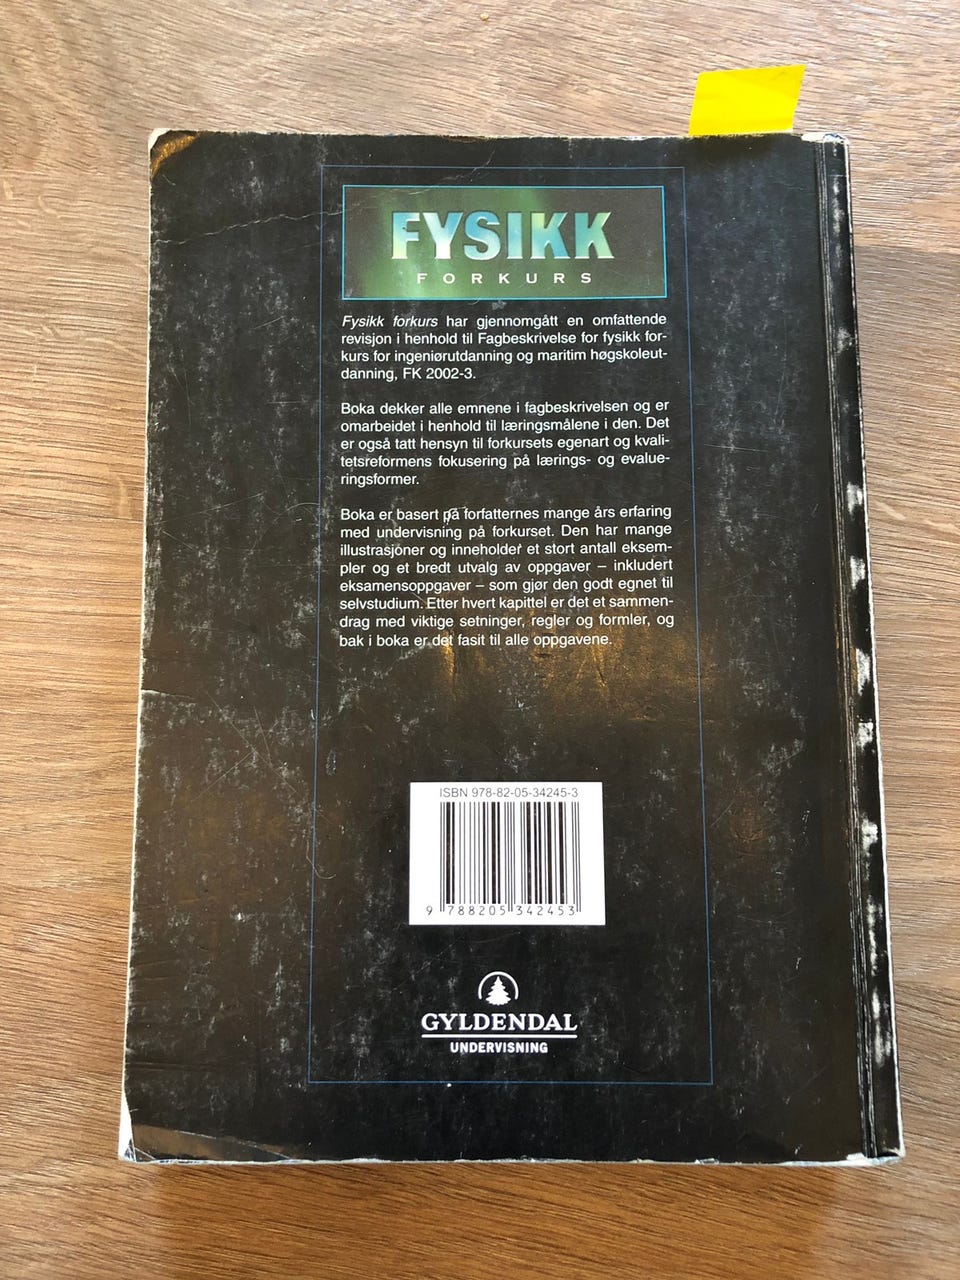 FYSIKK
FORKURS
Fysikk forkurs har gjennomgått en omfattende
revisjon i henhold til Fagbeskrivelse for fysikk for-
kurs for ingeniørutdanning og maritim høgskoleut-
danning, FK 2002-3.
Boka dekker alle emnene i fagbeskrivelsen og er
omarbeidet i henhold til læringsmålene i den. Det
er også tatt hensyn til forkursets egenart og kvali-
tetsreformens fokusering på lærings- og evalue-
ringsformer.
Boka er basert på forfatternes mange års erfaring
med undervisning på forkurset. Den har mange
illustrasjoner og inneholder et stort antall eksem-
pler og et bredt utvalg av oppgaver – inkludert
eksamensoppgaver – som gjør den godt egnet til
selvstudium. Etter hvert kapittel er det et sammen-
drag med viktige setninger, regler og formler, og
bak i boka er det fasit til alle oppgavene.
ISBN 978-82-05-34245-3
9 788205 342453
GYLDENDAL
UNDERVISNING